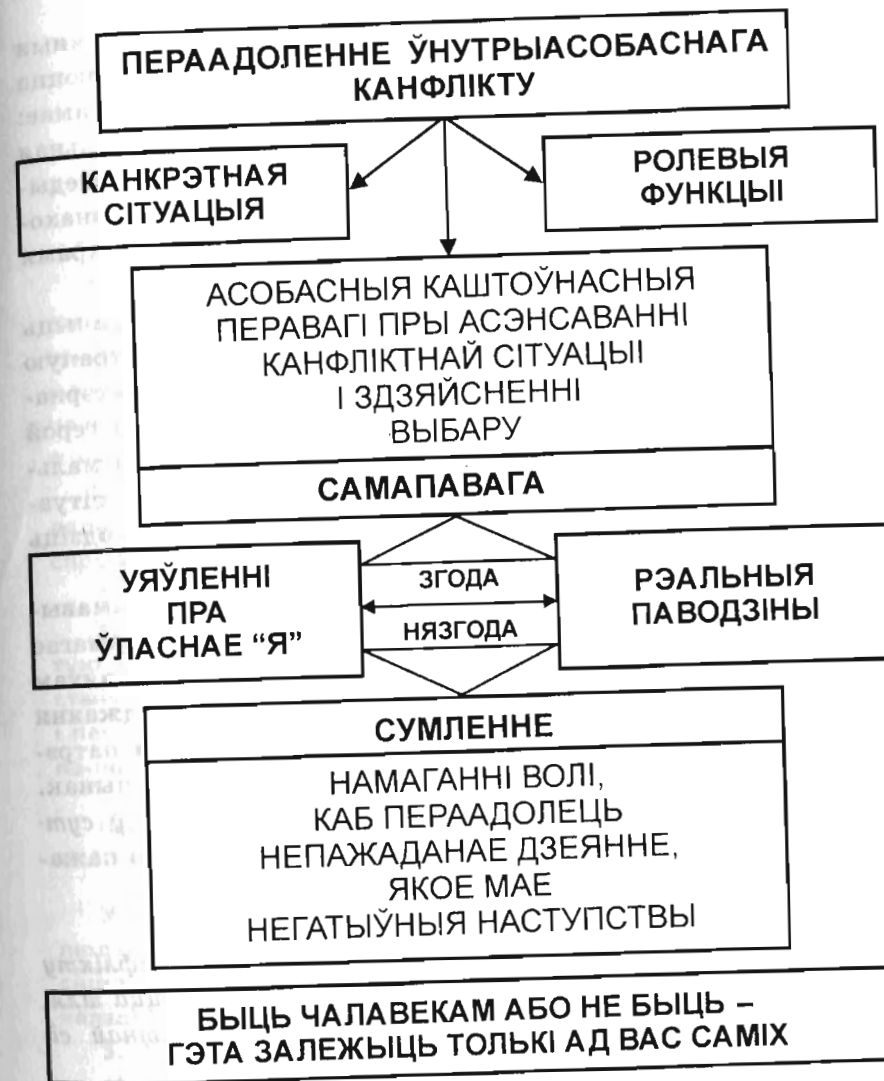 ПЕРААДОЛЕННЕ ЎНУТРЫАСОБАСНАГА
КАНФЛІКТУ
КАНКРЭТНАЯ
СІТУАЦЫЯ
РОЛЕВЫЯ
ФУНКЦЫІ
АСОБАСНЫЯ КАШТОЎНАСНЫЯ
ПЕРАВАГІ ПРЫ АСЭНСАВАННІ
КАНФЛІКТНАЙ СІТУАЦЫІ
І ЗДЗЯЙСНЕННІ
ВЫБАРУ
САМАПАВАГА
УЯЎЛЕННІ
ПРА
ЎЛАСНАЕ “Я”
ЗГОДА
НЯЗГОДА
РЭАЛЬНЫЯ
ПАВОДЗІНЫ
СУМЛЕННЕ
НАМАГАННІ ВОЛІ,
КАБ ПЕРААДОЛЕЦЬ
НЕПАЖАДАНАЕ ДЗЕЯННЕ,
ЯКОЕ МАЕ
НЕГАТЫЎНЫЯ НАСТУПСТВЫ
БЫЦЬ ЧАЛАВЕКАМ АБО НЕ БЫЦЬ –
ГЭТА ЗАЛЕЖЫЦЬ ТОЛЬКІ АД ВАС САМІХ